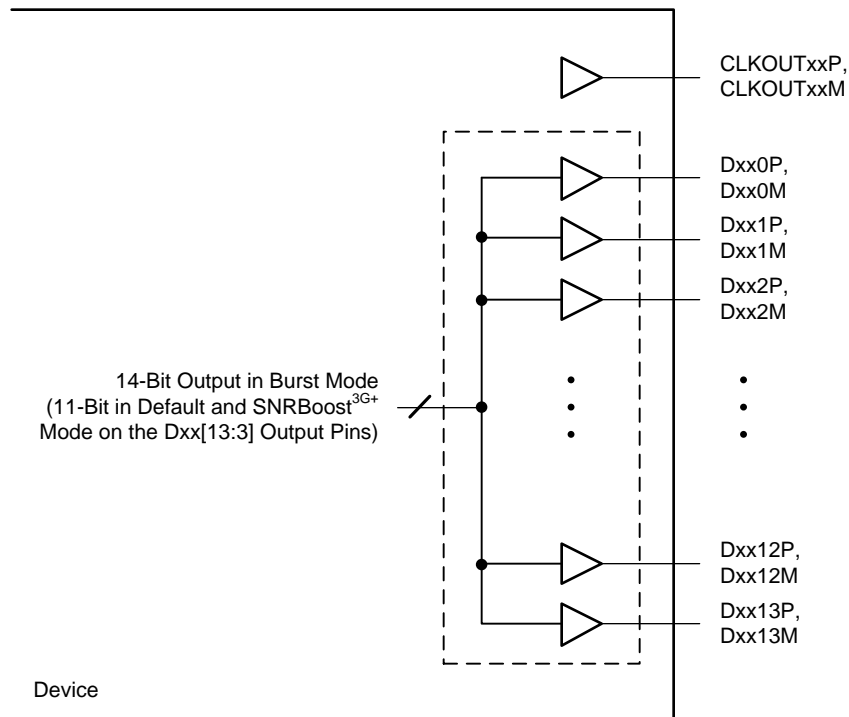 CLKOUTxxP,
CLKOUTxxM
Dxx0P,
Dxx0M
Dxx1P,
Dxx1M
Dxx2P,
Dxx2M
14-Bit Output in Burst Mode
(11-Bit in Default and SNRBoost3G+
Mode on the Dxx[13:3] Output Pins)
Dxx12P,
Dxx12M
Dxx13P,
Dxx13M
Device